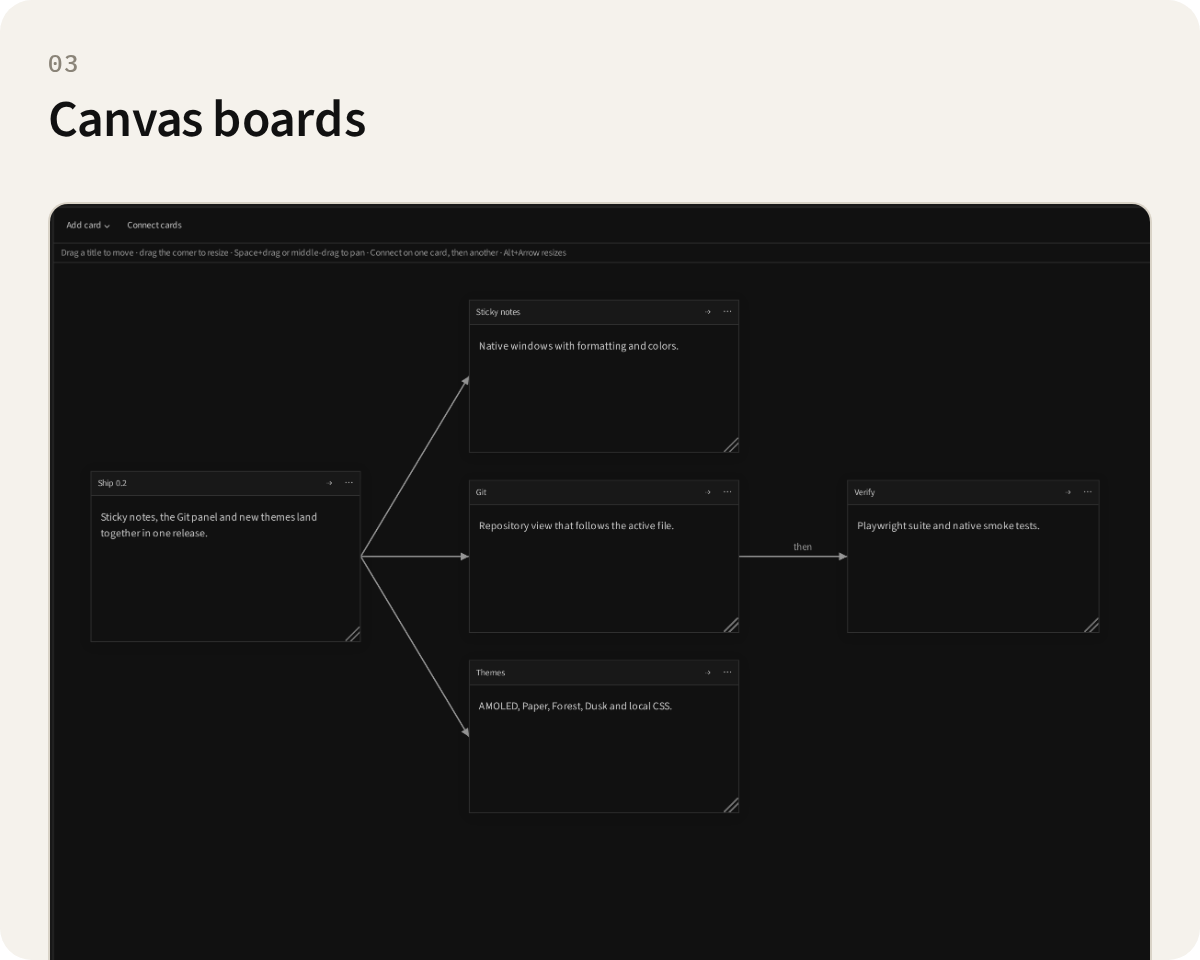 03
Canvas boards
Add card Connect cards
Drag a title to move · drag the corner to resize · Space+drag or middle-drag to pan · Connect on one card, then another · Alt+Arrow resizes
Sticky notes
Native windows with formatting and colors.
Ship 0.2
Sticky notes, the Git panel and new themes land
together in one release.
Git
Repository view that follows the active file.
then
Verify
Playwright suite and native smoke tests.
Themes
AMOLED, Paper, Forest, Dusk and local CSS.